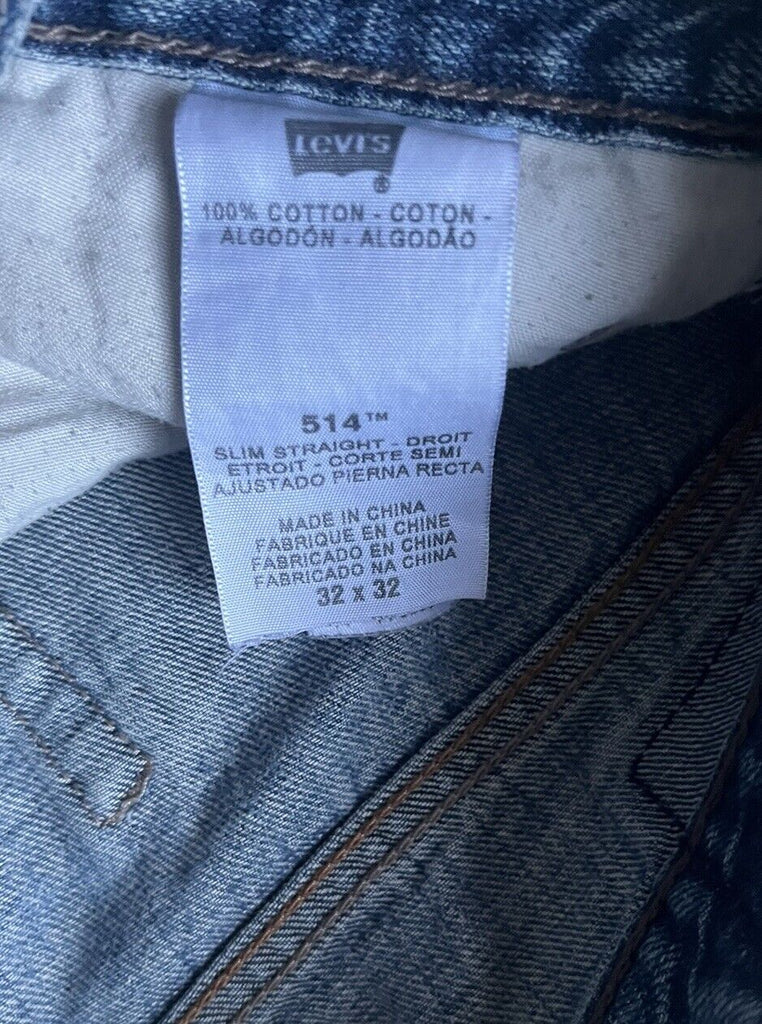 Levi's
®
100% COTTON - COTON -
ALGODÓN - ALGODÃO
514™
SLIM STRAIGHT - DROIT
ETROIT - CORTE SEMI
AJUSTADO PIERNA RECTA
MADE IN CHINA
FABRIQUE EN CHINE
FABRICADO EN CHINA
FABRICADO NA CHINA
32 x 32